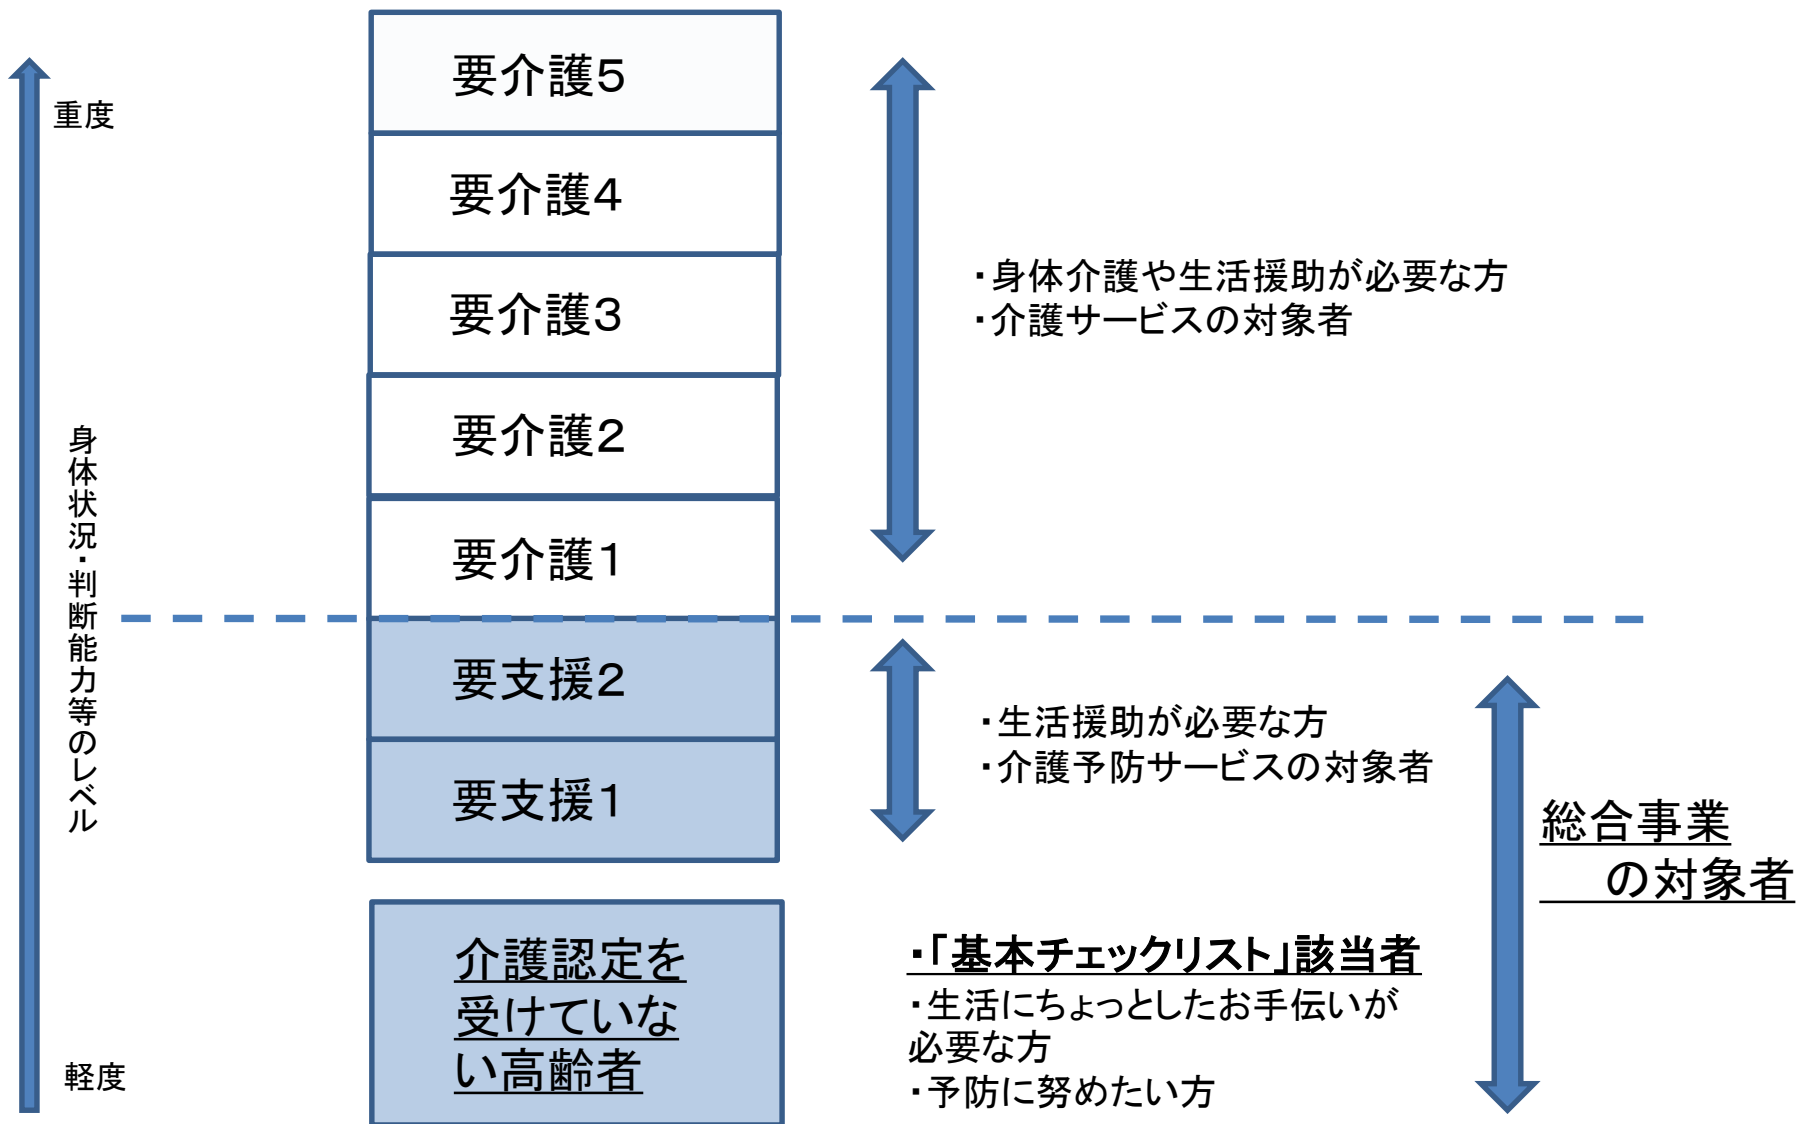 重度
身体状況・判断能力等のレベル
軽度
要介護5
要介護4
要介護3
要介護2
要介護1
要支援2
要支援1
介護認定を
受けていな
い高齢者
・身体介護や生活援助が必要な方
・介護サービスの対象者
・生活援助が必要な方
・介護予防サービスの対象者
・「基本チェックリスト」該当者
・生活にちょっとしたお手伝いが
必要な方
・予防に努めたい方
総合事業
の対象者